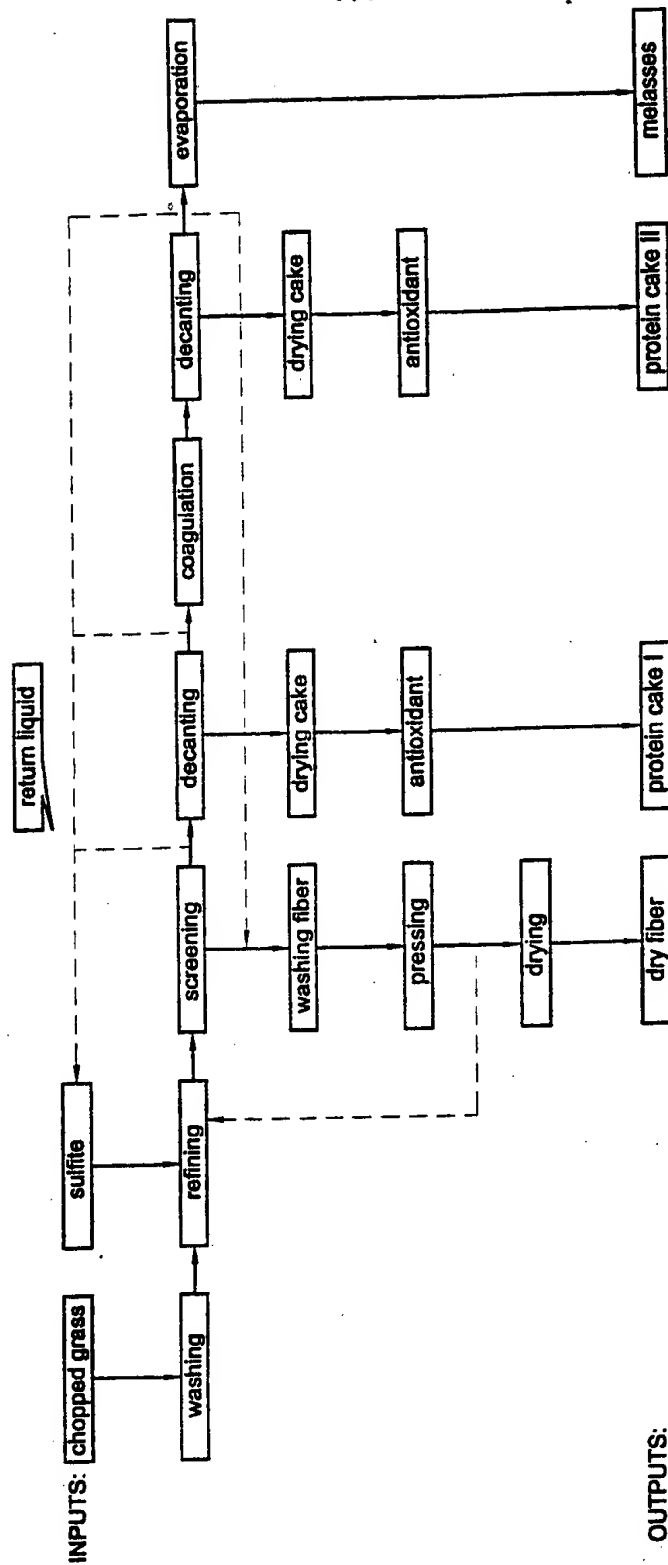 return liquid
INPUTS: chopped grass
sulfite
washing
refining
screening
decanting
coagulation
decanting
evaporation
washing fiber
drying cake
drying cake
pressing
antioxidant
antioxidant
drying
OUTPUTS:
dry fiber
protein cake I
protein cake II
melasses